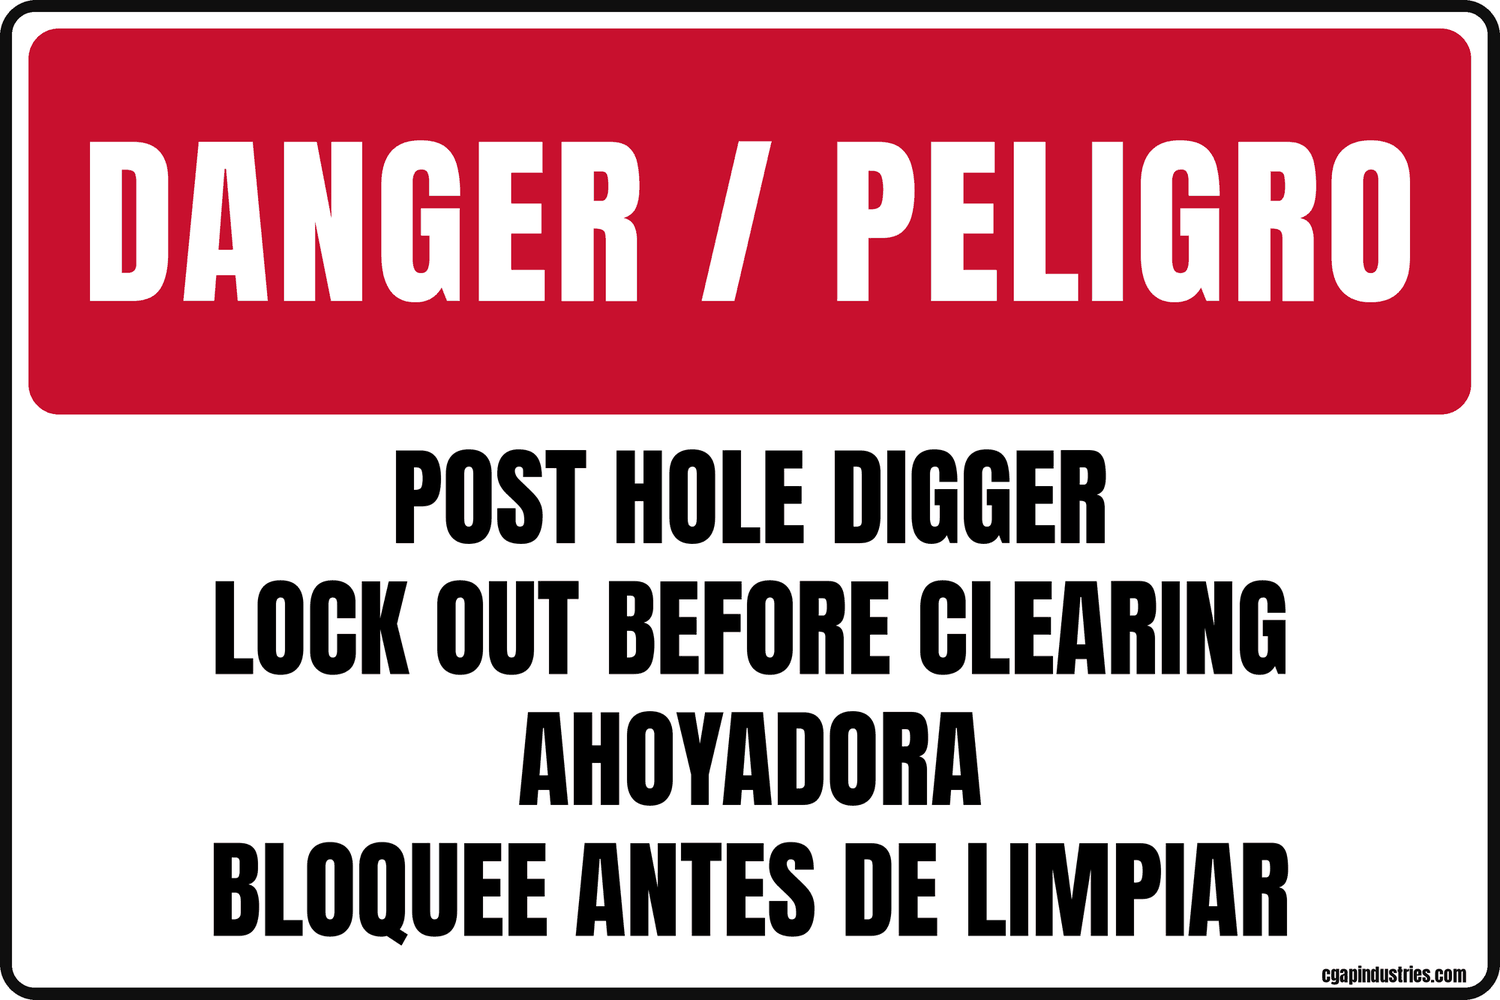 DANGER / PELIGRO
POST HOLE DIGGER
LOCK OUT BEFORE CLEARING
AHOYADORA
BLOQUEE ANTES DE LIMPIAR
cgapindustries.com